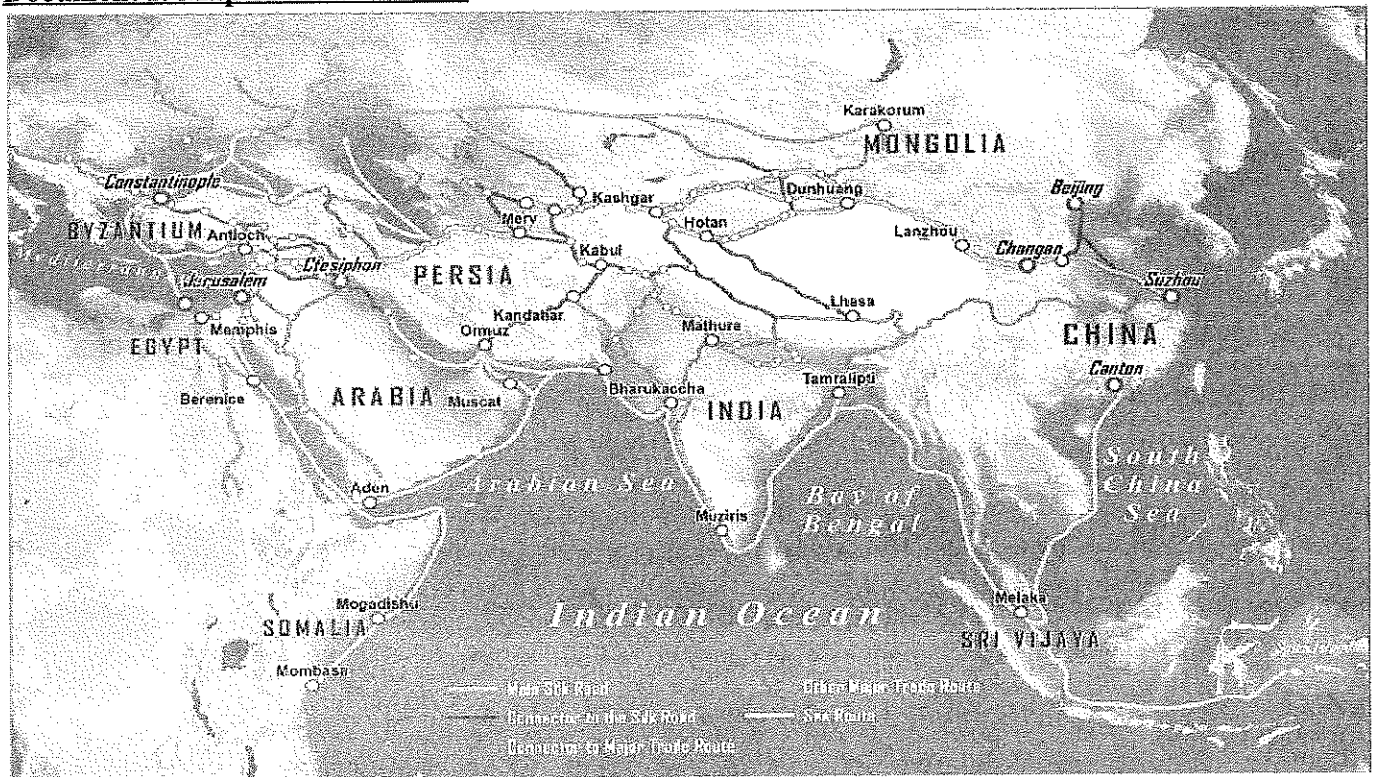 Karakorum
MONGOLIA
Constantinople
Kashgar
Dunhuang
Beijing
Merv
Hotan
BYZANTIUM
Antioch
Lanzhou
Changan
Kabul
Ctesiphon
PERSIA
Jerusalem
Suzhou
Kandahar
Lhasa
Memphis
Ormuz
Mathura
CHINA
EGYPT
Canton
Tamralipti
Berenice
ARABIA
Muscat
Bharukaccha
INDIA
South
China
Sea
Aden
Arabian Sea
Bay of
Bengal
Muziris
Mogadishu
Indian Ocean
Melaka
SOMALIA
SRI VIJAYA
Mombasa
Main Silk Road
Other Major Trade Route
Connector to the Silk Road
Sea Route
Connector to Major Trade Route